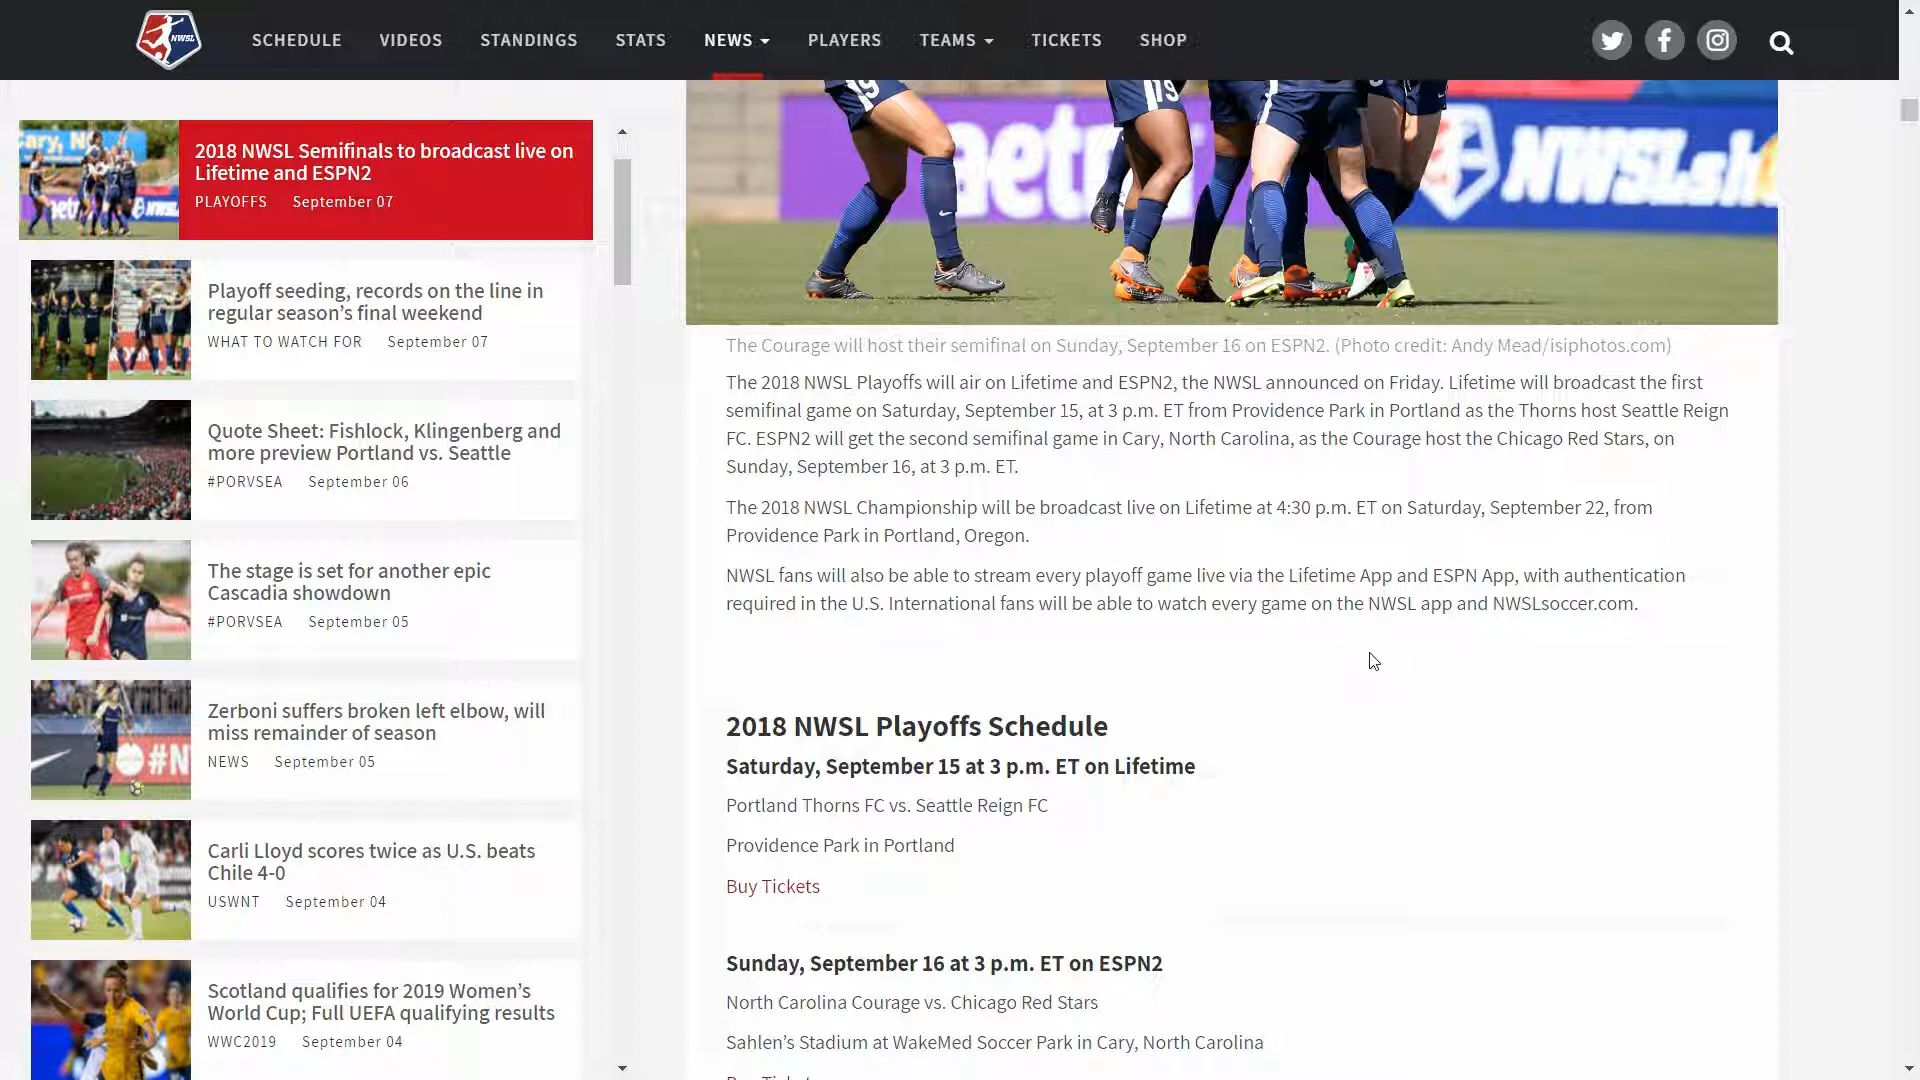 NWSL
SCHEDULE VIDEOS STANDINGS STATS NEWS PLAYERS TEAMS TICKETS SHOP
2018 NWSL Semifinals to broadcast live on
Lifetime and ESPN2
PLAYOFFS September 07
Playoff seeding, records on the line in
regular season’s final weekend
WHAT TO WATCH FOR September 07
Quote Sheet: Fishlock, Klingenberg and
more preview Portland vs. Seattle
#PORVSEA September 06
The stage is set for another epic
Cascadia showdown
#PORVSEA September 05
Zerboni suffers broken left elbow, will
miss remainder of season
NEWS September 05
Carli Lloyd scores twice as U.S. beats
Chile 4-0
USWNT September 04
Scotland qualifies for 2019 Women’s
World Cup; Full UEFA qualifying results
WWC2019 September 04
19 19
aetna NWSLsh
The Courage will host their semifinal on Sunday, September 16 on ESPN2. (Photo credit: Andy Mead/isiphotos.com)
The 2018 NWSL Playoffs will air on Lifetime and ESPN2, the NWSL announced on Friday. Lifetime will broadcast the first
semifinal game on Saturday, September 15, at 3 p.m. ET from Providence Park in Portland as the Thorns host Seattle Reign
FC. ESPN2 will get the second semifinal game in Cary, North Carolina, as the Courage host the Chicago Red Stars, on
Sunday, September 16, at 3 p.m. ET.
The 2018 NWSL Championship will be broadcast live on Lifetime at 4:30 p.m. ET on Saturday, September 22, from
Providence Park in Portland, Oregon.
NWSL fans will also be able to stream every playoff game live via the Lifetime App and ESPN App, with authentication
required in the U.S. International fans will be able to watch every game on the NWSL app and NWSLsoccer.com.
2018 NWSL Playoffs Schedule
Saturday, September 15 at 3 p.m. ET on Lifetime
Portland Thorns FC vs. Seattle Reign FC
Providence Park in Portland
Buy Tickets
Sunday, September 16 at 3 p.m. ET on ESPN2
North Carolina Courage vs. Chicago Red Stars
Sahlen’s Stadium at WakeMed Soccer Park in Cary, North Carolina